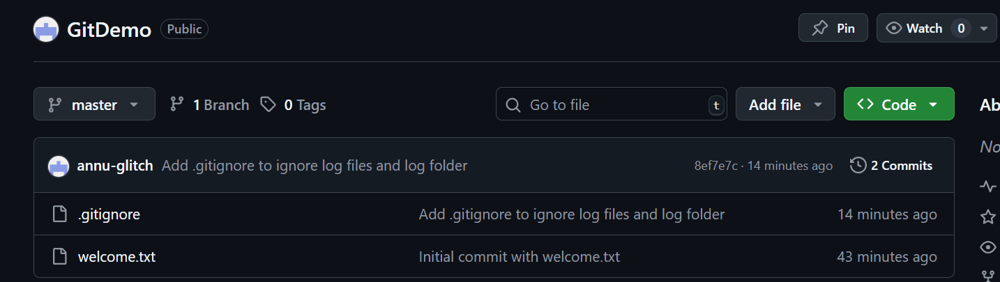 GitDemo Public Pin Watch 0
master 1 Branch 0 Tags Go to file t Add file Code
Ab
annu-glitch Add .gitignore to ignore log files and log folder 8ef7e7c · 14 minutes ago 2 Commits
No
.gitignore Add .gitignore to ignore log files and log folder 14 minutes ago
welcome.txt Initial commit with welcome.txt 43 minutes ago